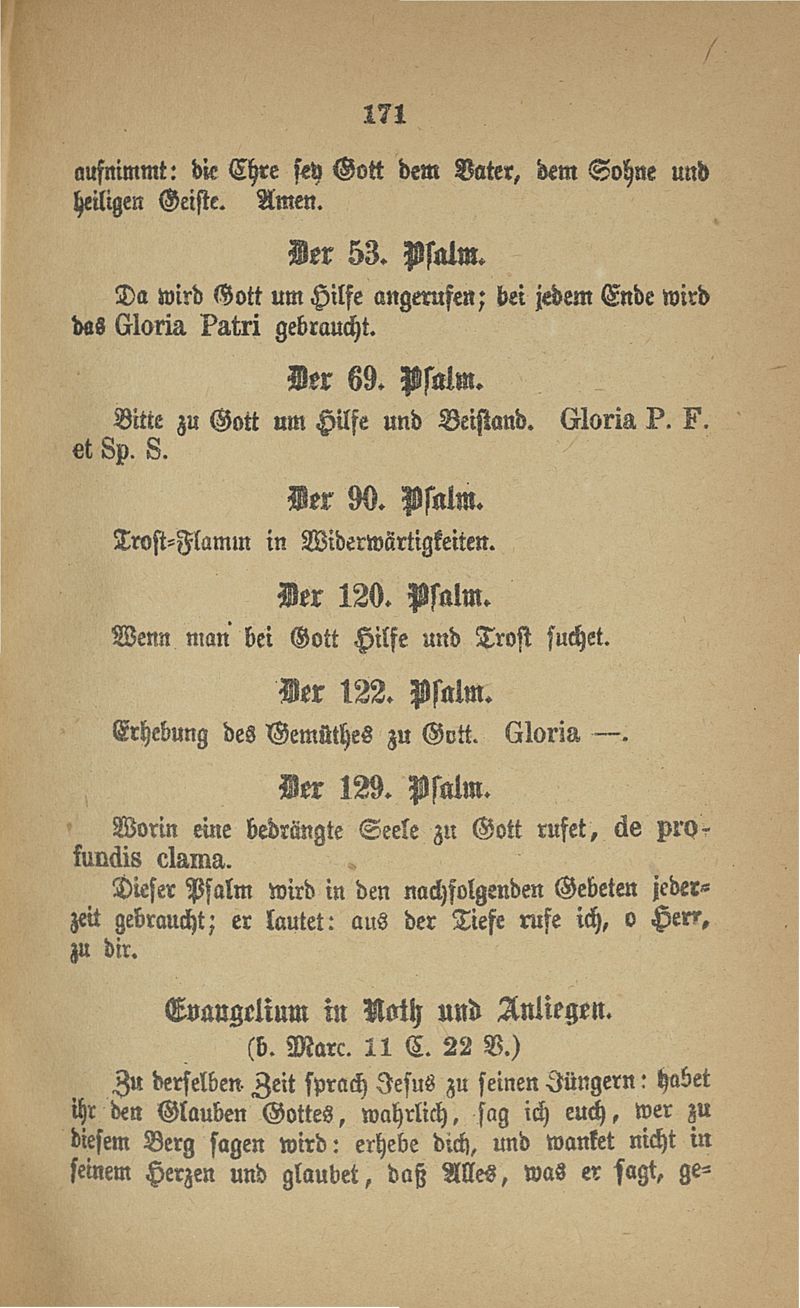 171
aufnimmt: die Ehre sey Gott dem Vater, dem Sohne und
heiligen Geiste. Amen.
Der 53. Psalm.
Da wird Gott um Hilfe angerufen; bei jedem Ende wird
das Gloria Patri gebraucht.
Der 69. Psalm.
Bitte zu Gott um Hilfe und Beistand. Gloria P. F.
et Sp. S.
Der 90. Psalm.
Trost-Flamm in Widerwärtigkeiten.
Der 120. Psalm.
Wenn man bei Gott Hilfe und Trost suchet.
Der 122. Psalm.
Erhebung des Gemüthes zu Gott. Gloria —.
Der 129. Psalm.
Worin eine bedrängte Seele zu Gott rufet, de pro-
fundis clama.
Dieser Psalm wird in den nachfolgenden Gebeten jeder-
zeit gebraucht; er lautet: aus der Tiefe rufe ich, o Herr,
zu dir.
Evangelium in Noth und Anliegen.
(b. Marc. 11 C. 22 V.)
Zu derselben Zeit sprach Jesus zu seinen Jüngern: habet
ihr den Glauben Gottes, wahrlich, sag ich euch, wer zu
diesem Berg sagen wird: erhebe dich, und wanket nicht in
seinem Herzen und glaubet, daß Alles, was er sagt, ge-